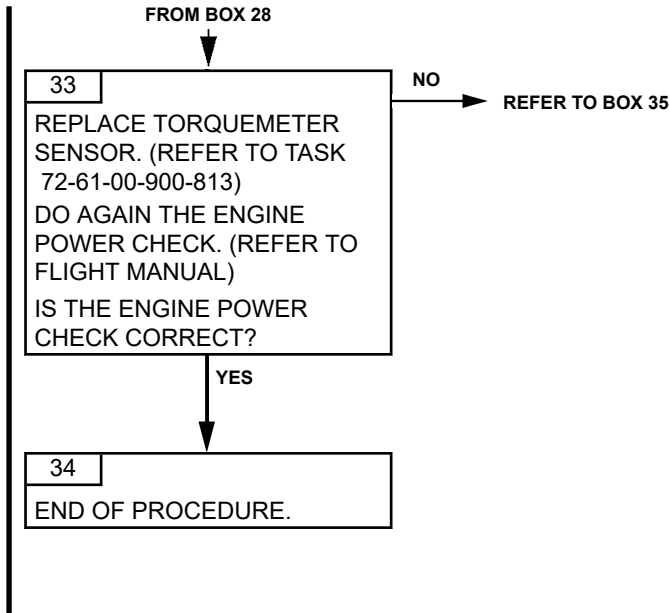 FROM BOX 28
33
NO
REFER TO BOX 35
REPLACE TORQUEMETER
SENSOR. (REFER TO TASK
72-61-00-900-813)
DO AGAIN THE ENGINE
POWER CHECK. (REFER TO
FLIGHT MANUAL)
IS THE ENGINE POWER
CHECK CORRECT?
YES
34
END OF PROCEDURE.